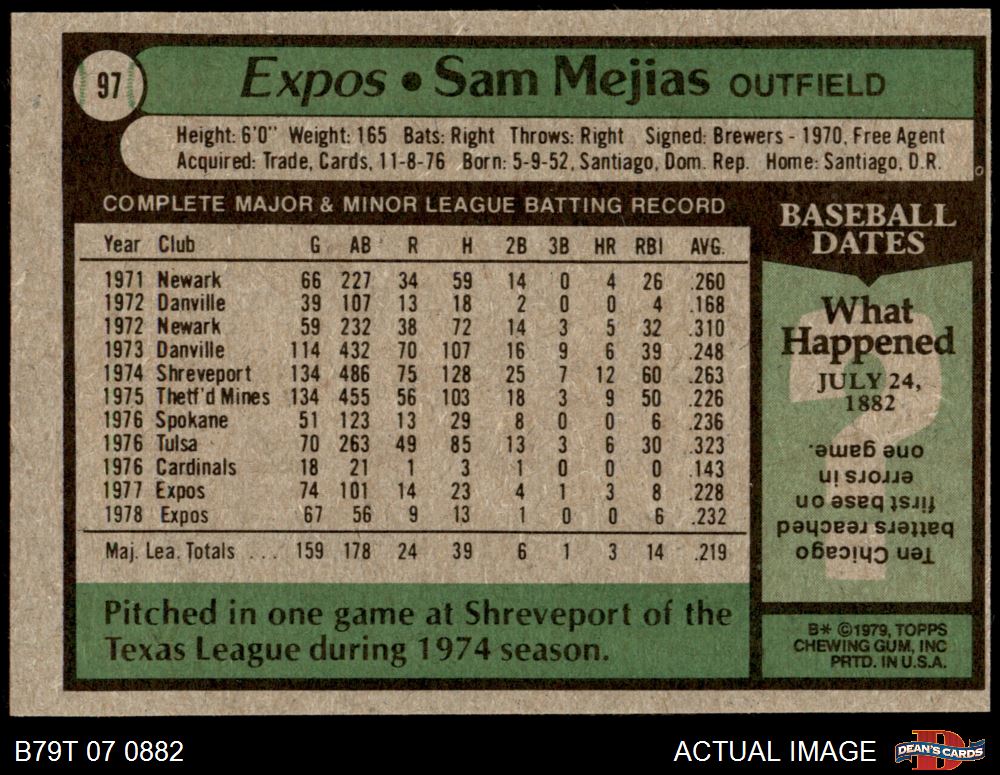 97
Expos • Sam Mejias OUTFIELD
Height: 6'0" Weight: 165 Bats: Right Throws: Right Signed: Brewers - 1970, Free Agent
Acquired: Trade, Cards, 11-8-76 Born: 5-9-52, Santiago, Dom. Rep. Home: Santiago, D.R.
COMPLETE MAJOR & MINOR LEAGUE BATTING RECORD
Year Club G AB R H 2B 3B HR RBI AVG.
1971 Newark 66 227 34 59 14 0 4 26 .260
1972 Danville 39 107 13 18 2 0 0 4 .168
1972 Newark 59 232 38 72 14 3 5 32 .310
1973 Danville 114 432 70 107 16 9 6 39 .248
1974 Shreveport 134 486 75 128 25 7 12 60 .263
1975 Thetf'd Mines 134 455 56 103 18 3 9 50 .226
1976 Spokane 51 123 13 29 8 0 0 6 .236
1976 Tulsa 70 263 49 85 13 3 6 30 .323
1976 Cardinals 18 21 1 3 1 0 0 0 .143
1977 Expos 74 101 14 23 4 1 3 8 .228
1978 Expos 67 56 9 13 1 0 0 6 .232
Maj. Lea. Totals ... 159 178 24 39 6 1 3 14 .219
Pitched in one game at Shreveport of the
Texas League during 1974 season.
BASEBALL
DATES
What
Happened
JULY 24,
1882
Ten Chicago
batters reached
first base on
errors in
one game.
B* ©1979, TOPPS
CHEWING GUM, INC
PRTD. IN U.S.A.
B79T 07 0882
ACTUAL IMAGE
D
DEAN'S CARDS